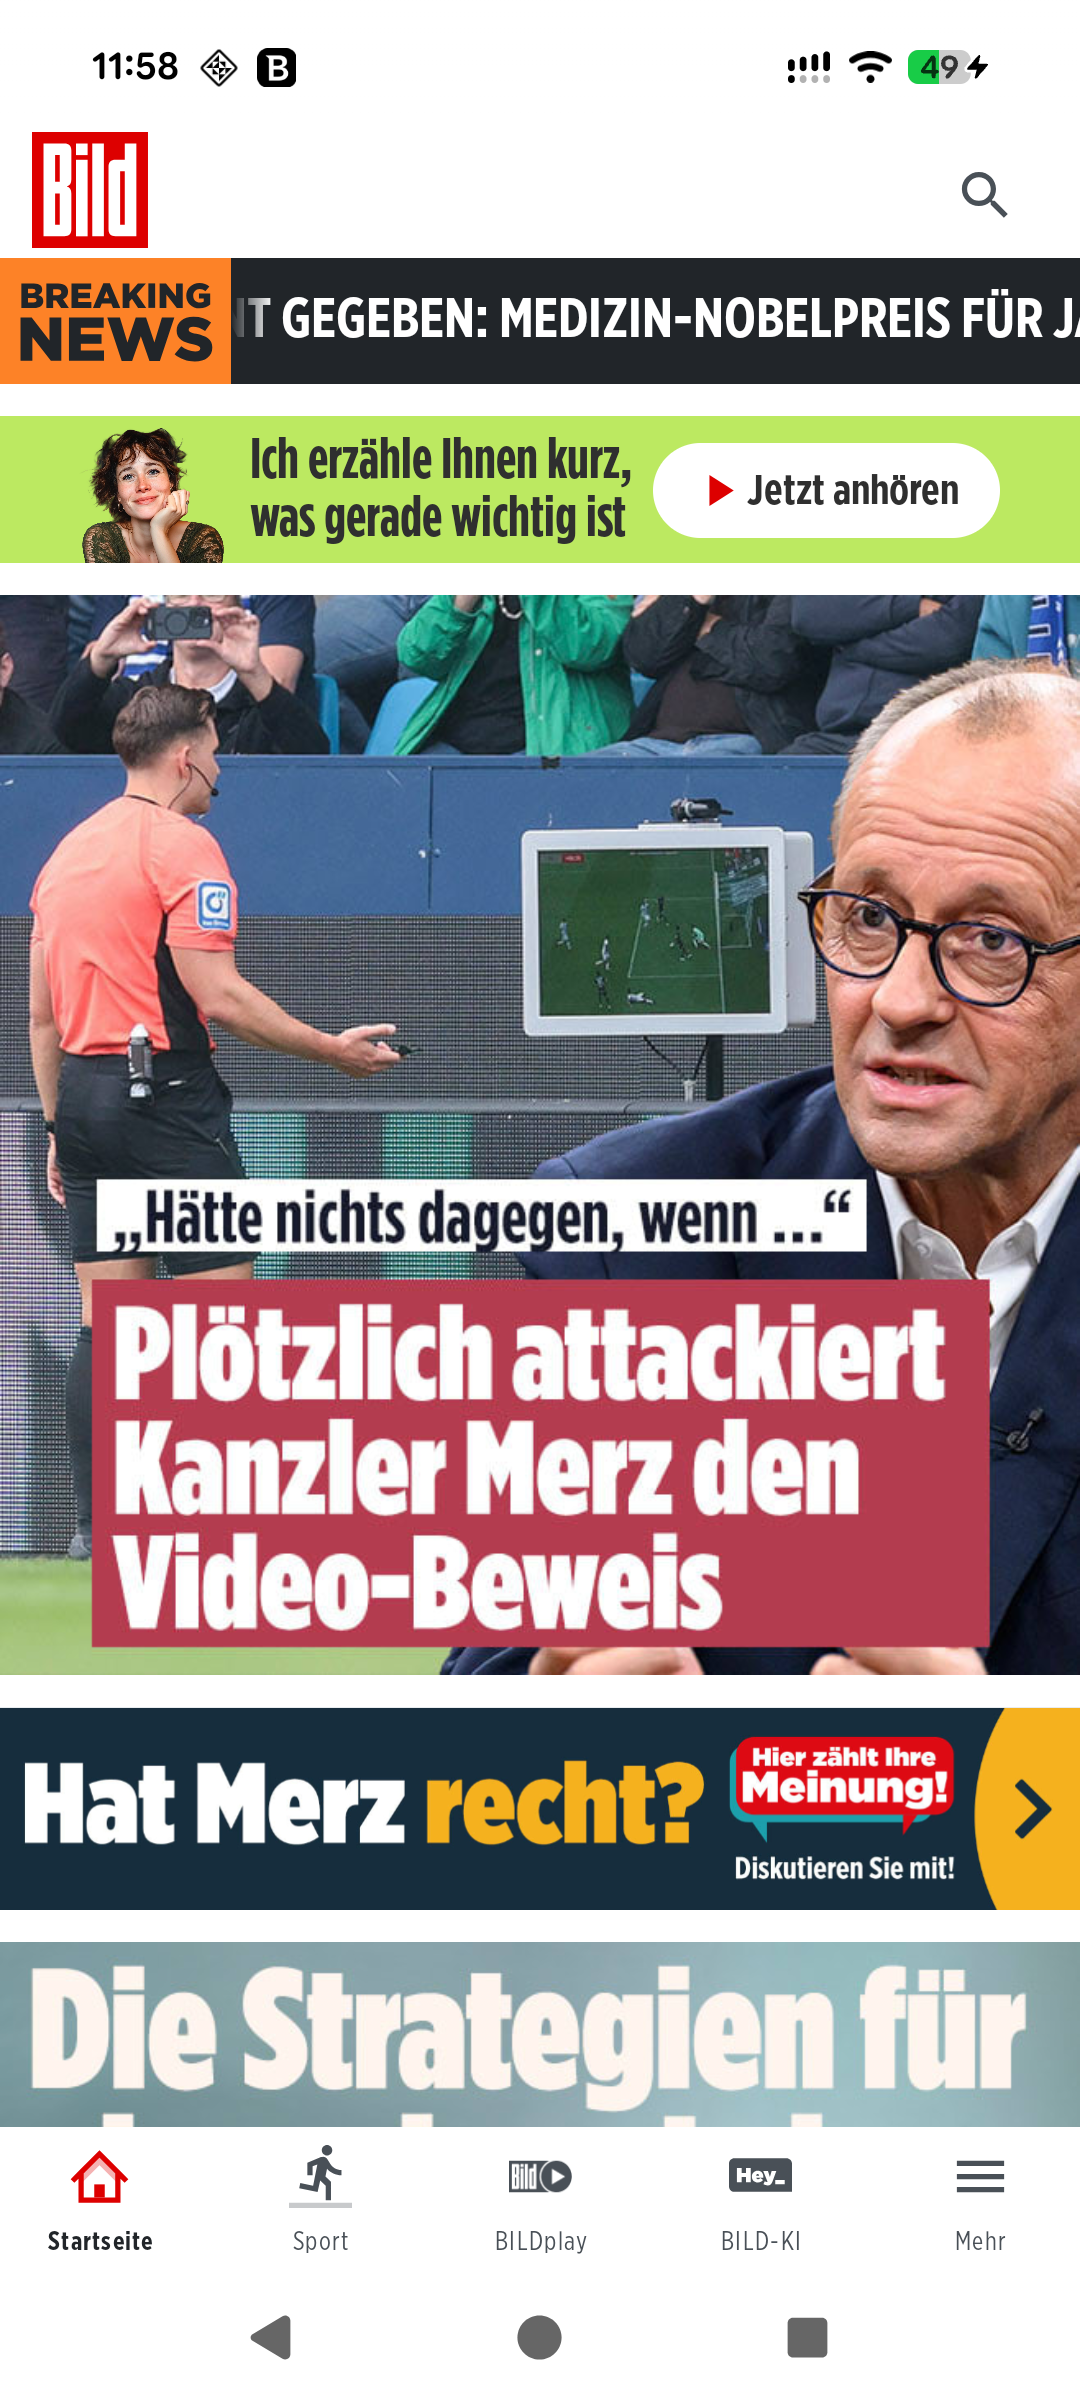 11:58
B
49
Bild
BREAKING
NEWS
GEGEBEN: MEDIZIN-NOBELPREIS FÜR
Ich erzähle Ihnen kurz,
was gerade wichtig ist
Jetzt anhören
„Hätte nichts dagegen, wenn ...“
Plötzlich attackiert
Kanzler Merz den
Video-Beweis
Hat Merz recht?
Hier zählt Ihre
Meinung!
Diskutieren Sie mit!
Die Strategien für
Bild
Hey_
Startseite
Sport
BILDplay
BILD-KI
Mehr